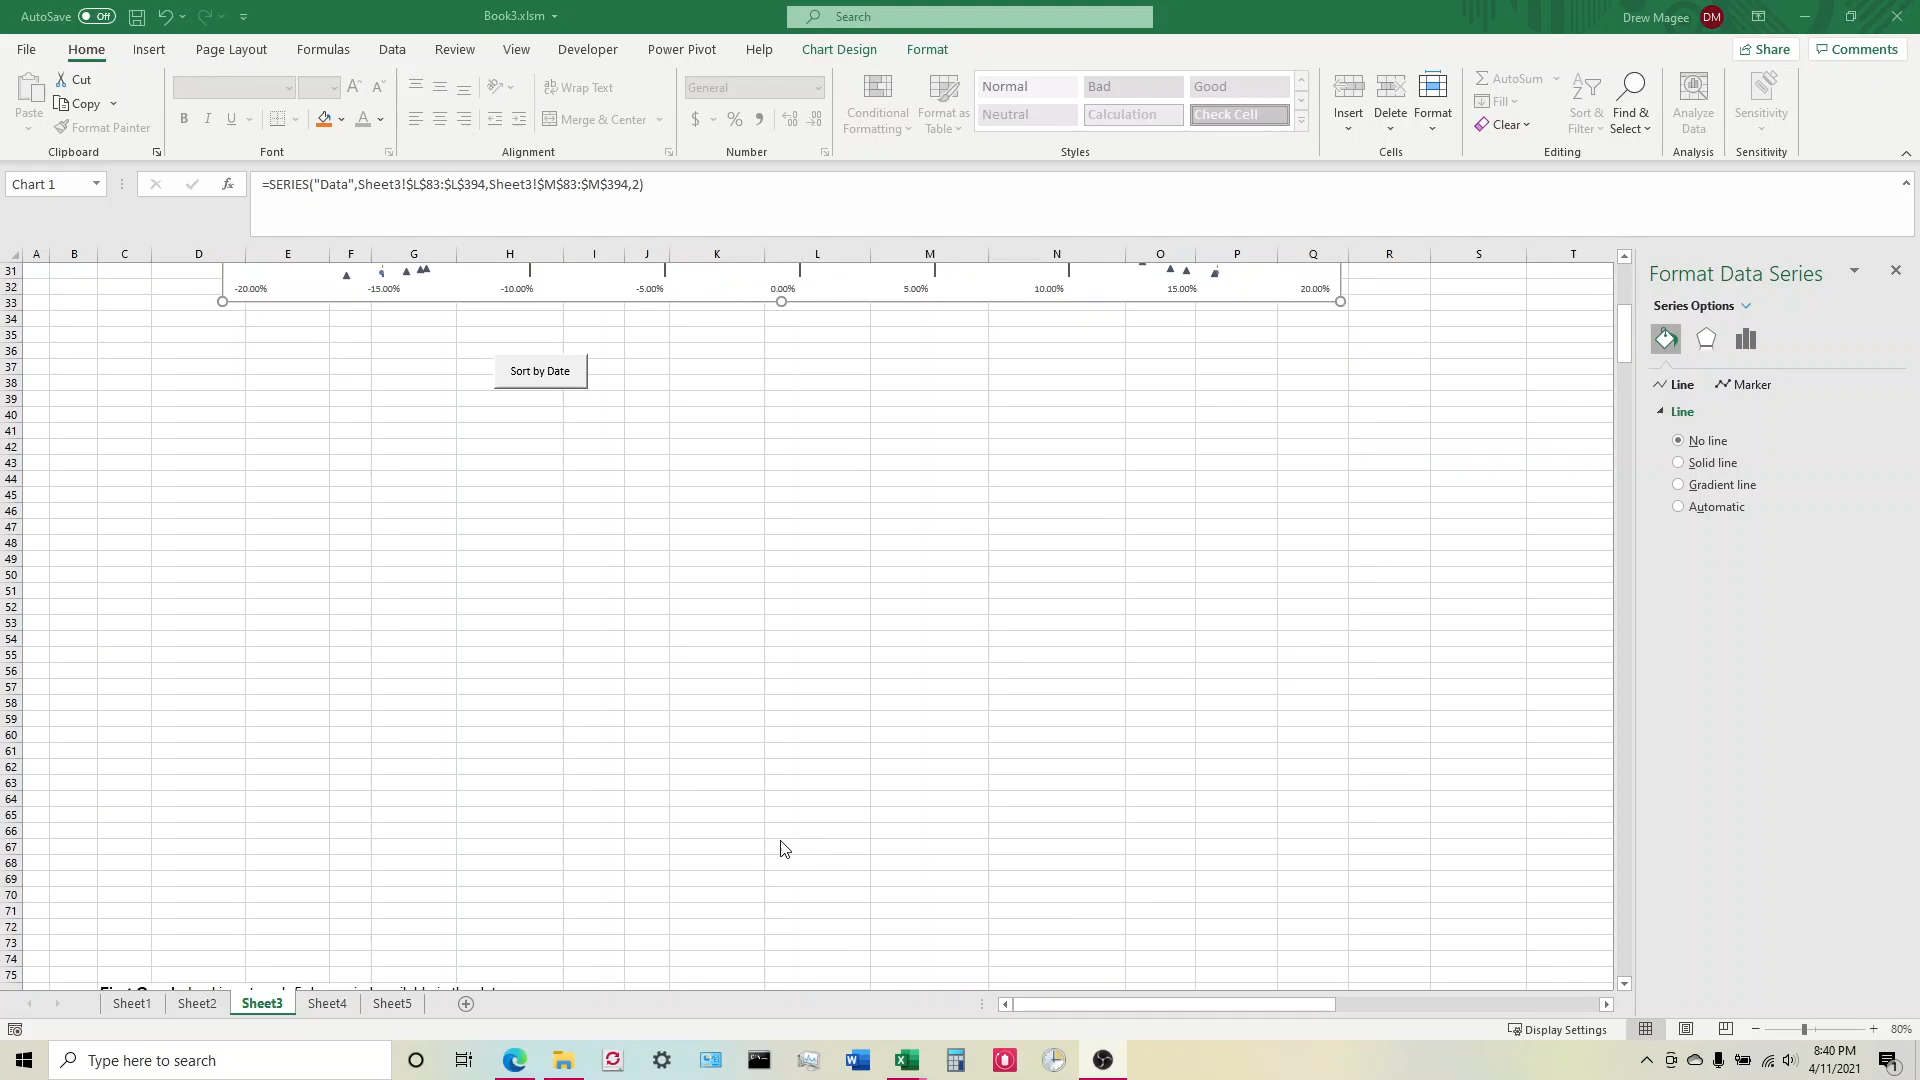 AutoSave Off Book3.xlsm Search Drew Magee DM
File Home Insert Page Layout Formulas Data Review View Developer Power Pivot Help Chart Design Format Share Comments
Paste Cut Copy Format Painter Clipboard
B I U A A Font
Wrap Text Merge & Center Alignment
General $ % 9 Number
Conditional Formatting Format as Table
Normal Bad Good
Neutral Calculation Check Cell
Styles
Insert Delete Format Cells
AutoSum Fill Clear Sort & Filter Find & Select Editing
Analyze Data Analysis
Sensitivity Sensitivity
Chart 1 fx =SERIES("Data",Sheet3!$L$83:$L$394,Sheet3!$M$83:$M$394,2)
A B C D E F G H I J K L M N O P Q R S T
31
32 -20.00% -15.00% -10.00% -5.00% 0.00% 5.00% 10.00% 15.00% 20.00%
33
34
35
36
37 Sort by Date
38
39
40
41
42
43
44
45
46
47
48
49
50
51
52
53
54
55
56
57
58
59
60
61
62
63
64
65
66
67
68
69
70
71
72
73
74
75
Format Data Series
Series Options
Line Marker
Line
No line
Solid line
Gradient line
Automatic
Sheet1 Sheet2 Sheet3 Sheet4 Sheet5
Display Settings 80%
Type here to search
8:40 PM
4/11/2021
1